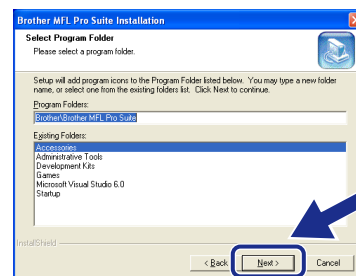 Brother MFL Pro Suite Installation
Select Program Folder
Please select a program folder.
Setup will add program icons to the Program Folder listed below. You may type a new folder
name, or select one from the existing folders list. Click Next to continue.
Program Folders:
Brother\Brother MFL Pro Suite
Existing Folders:
Accessories
Administrative Tools
Development Kits
Games
Microsoft Visual Studio 6.0
Startup
InstallShield
< Back
Next >
Cancel